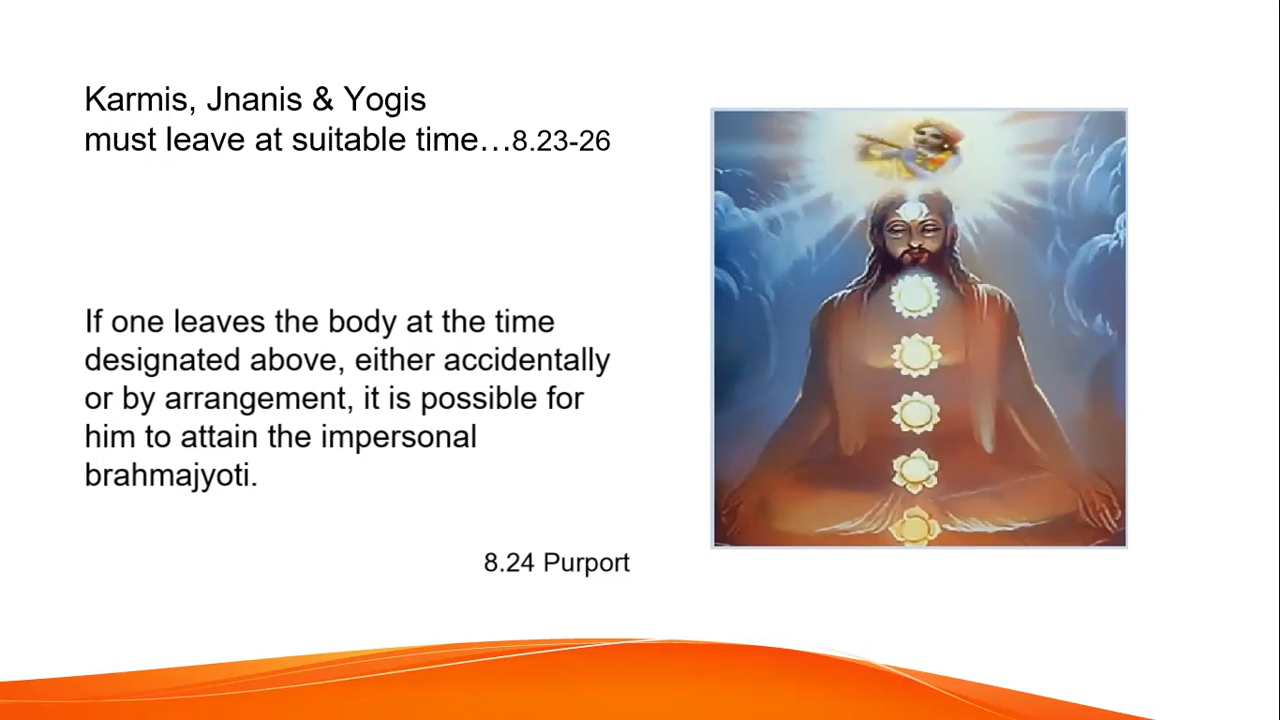 Karmis, Jnanis & Yogis
must leave at suitable time…8.23-26
If one leaves the body at the time
designated above, either accidentally
or by arrangement, it is possible for
him to attain the impersonal
brahmajyoti.
8.24 Purport